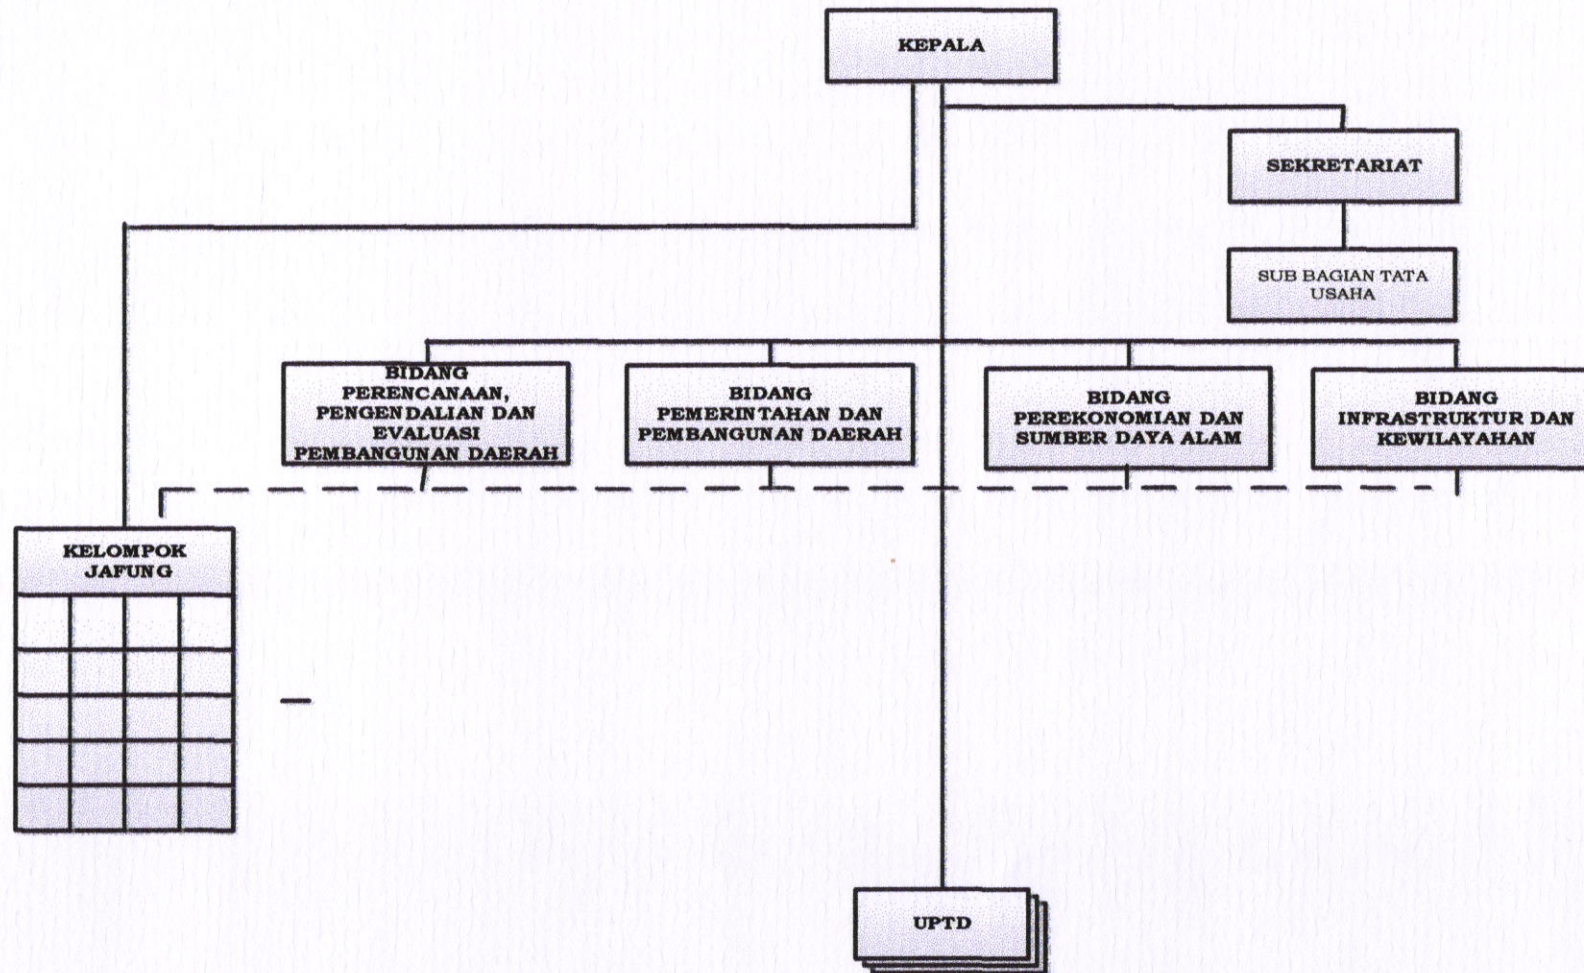 KEPALA
SEKRETARIAT
SUB BAGIAN TATA
USAHA
BIDANG
PERENCANAAN,
PENGENDALIAN DAN
EVALUASI
PEMBANGUNAN DAERAH
BIDANG
PEMERINTAHAN DAN
PEMBANGUNAN DAERAH
BIDANG
PEREKONOMIAN DAN
SUMBER DAYA ALAM
BIDANG
INFRASTRUKTUR DAN
KEWILAYAHAN
KELOMPOK
JAFUNG
UPTD